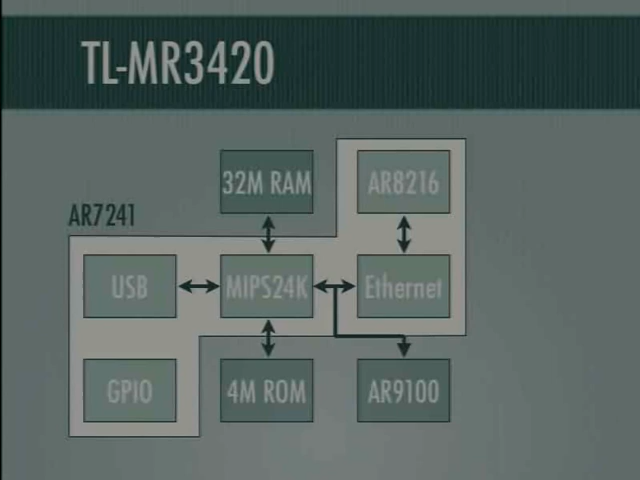 TL-MR3420
32M RAM
AR8216
AR7241
USB
MIPS24K
Ethernet
GPIO
4M ROM
AR9100